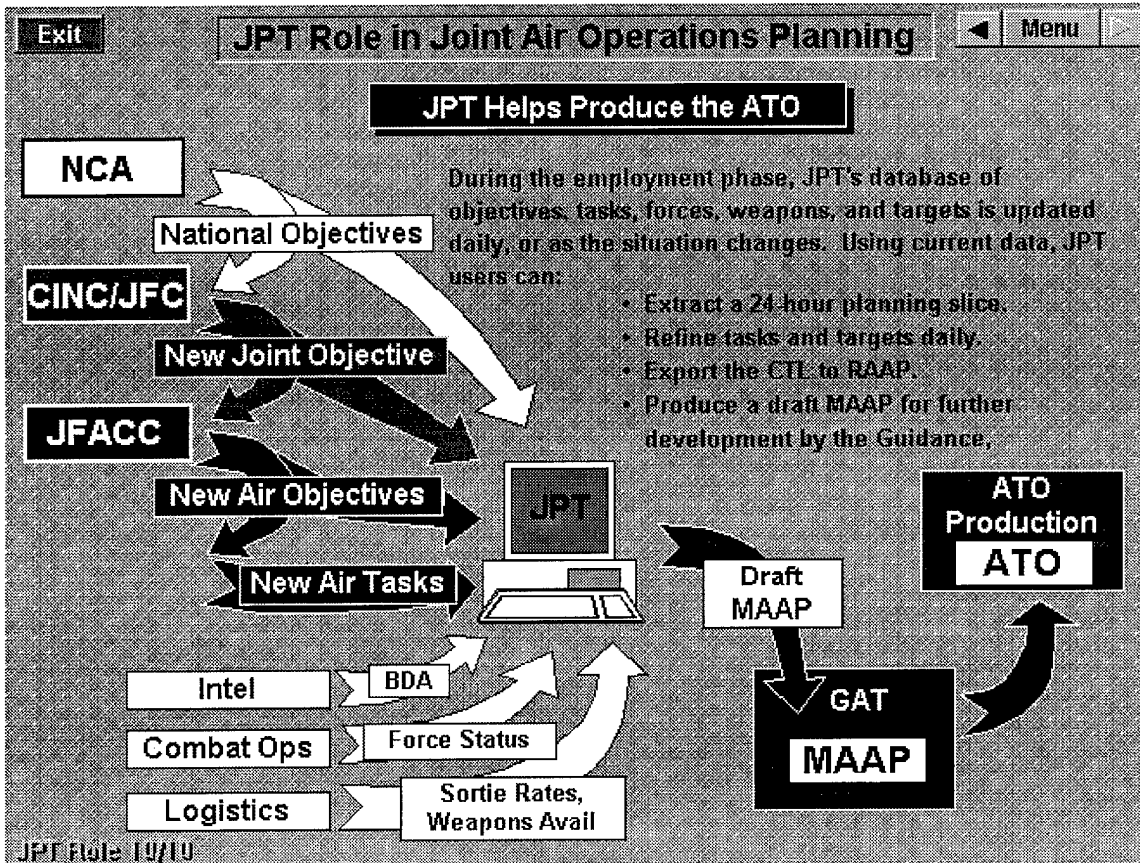 Exit
JPT Role in Joint Air Operations Planning
Menu
JPT Helps Produce the ATO
NCA
National Objectives
CINC/JFC
New Joint Objective
JFACC
New Air Objectives
New Air Tasks
During the employment phase, JPT's database of
objectives, tasks, forces, weapons, and targets is updated
daily, or as the situation changes. Using current data, JPT
users can:
• Extract a 24-hour planning slice.
• Refine tasks and targets daily.
• Export the CTL to RAAP.
• Produce a draft MAAP for further
development by the Guidance,
JPT
Intel
BDA
Combat Ops
Force Status
Logistics
Sortie Rates,
Weapons Avail
Draft
MAAP
GAT
MAAP
ATO
Production
ATO
JPT Role 10/10